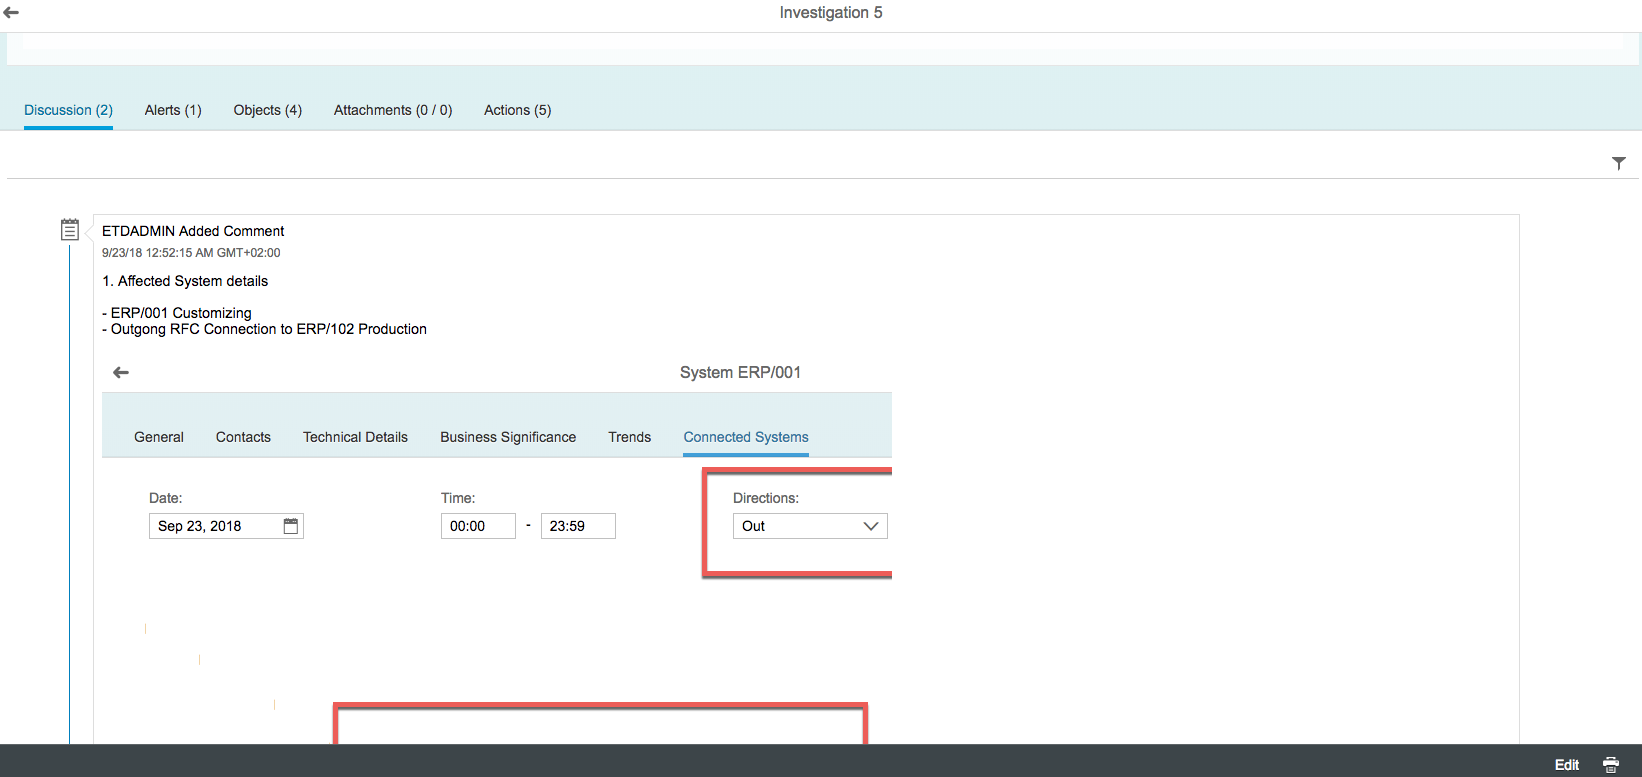 Investigation 5
Discussion (2) Alerts (1) Objects (4) Attachments (0 / 0) Actions (5)
ETDADMIN Added Comment
9/23/18 12:52:15 AM GMT+02:00
1. Affected System details
- ERP/001 Customizing
- Outgong RFC Connection to ERP/102 Production
System ERP/001
General Contacts Technical Details Business Significance Trends Connected Systems
Date: Time: Directions:
Sep 23, 2018 00:00 - 23:59 Out
Edit